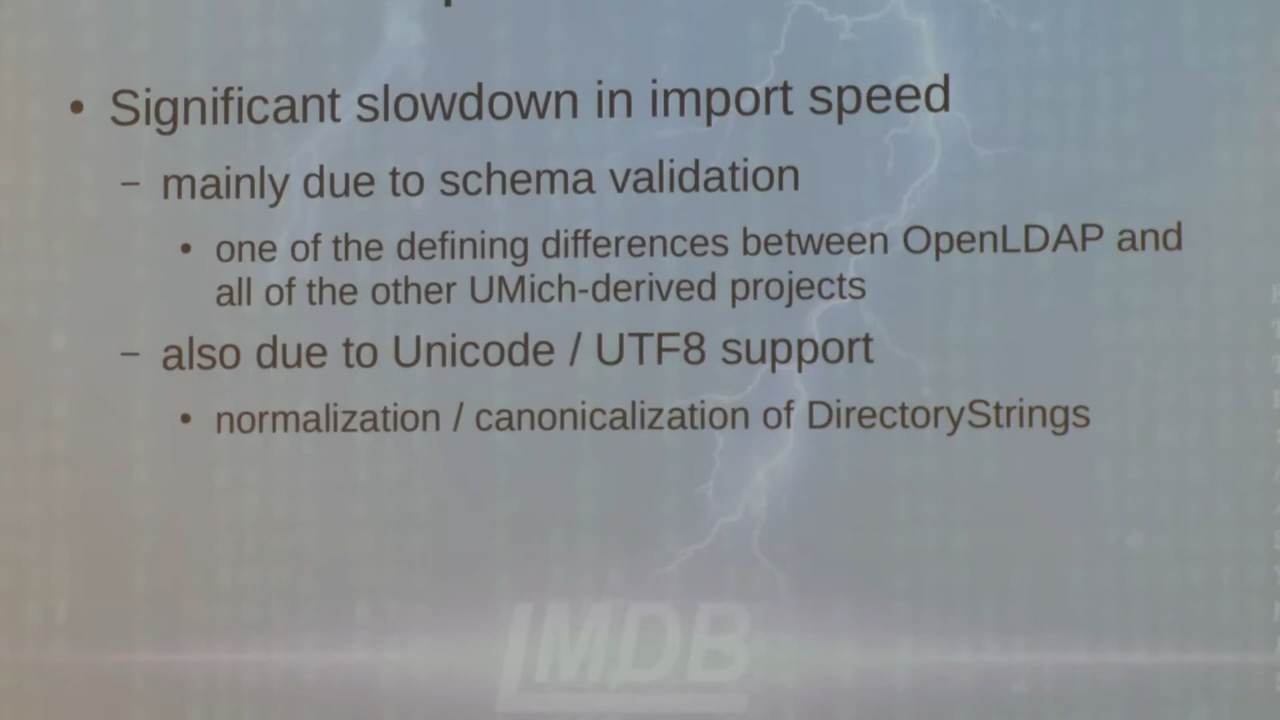 • Significant slowdown in import speed
– mainly due to schema validation
• one of the defining differences between OpenLDAP and
all of the other UMich-derived projects
– also due to Unicode / UTF8 support
• normalization / canonicalization of DirectoryStrings
LMDB